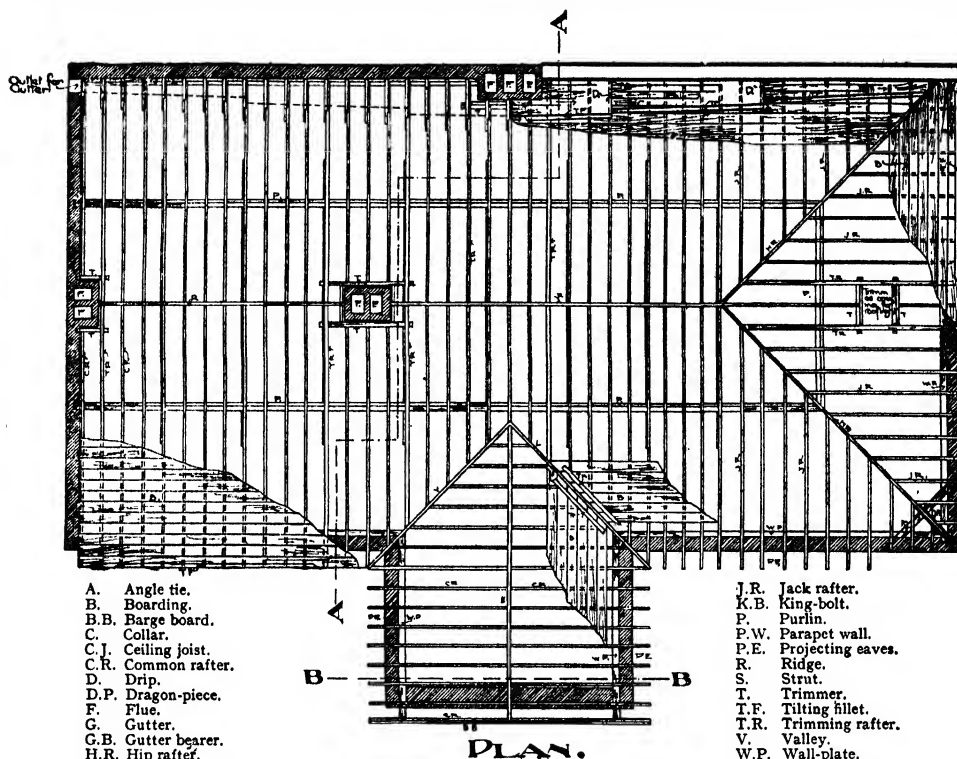 A
Outlet for
Gutter
F. F. F.
J.R.
J.R.
J.R.
H.R.
P.
T.R.
R
F.
F.
T
T
C.R.
T.R.
C.R.
T.R.
T.R.
J.R.
J.R.
J.R.
W.P.
B
V
V
C.R.
C.R.
W.P.
P.E.
P.E.
A
B
B
PLAN.
A. Angle tie.
B. Boarding.
B.B. Barge board.
C. Collar.
C.J. Ceiling joist.
C.R. Common rafter.
D. Drip.
D.P. Dragon-piece.
F. Flue.
G. Gutter.
G.B. Gutter bearer.
H.R. Hip rafter.
J.R. Jack rafter.
K.B. King-bolt.
P. Purlin.
P.W. Parapet wall.
P.E. Projecting eaves.
R. Ridge.
S. Strut.
T. Trimmer.
T.F. Tilting fillet.
T.R. Trimming rafter.
V. Valley.
W.P. Wall-plate.